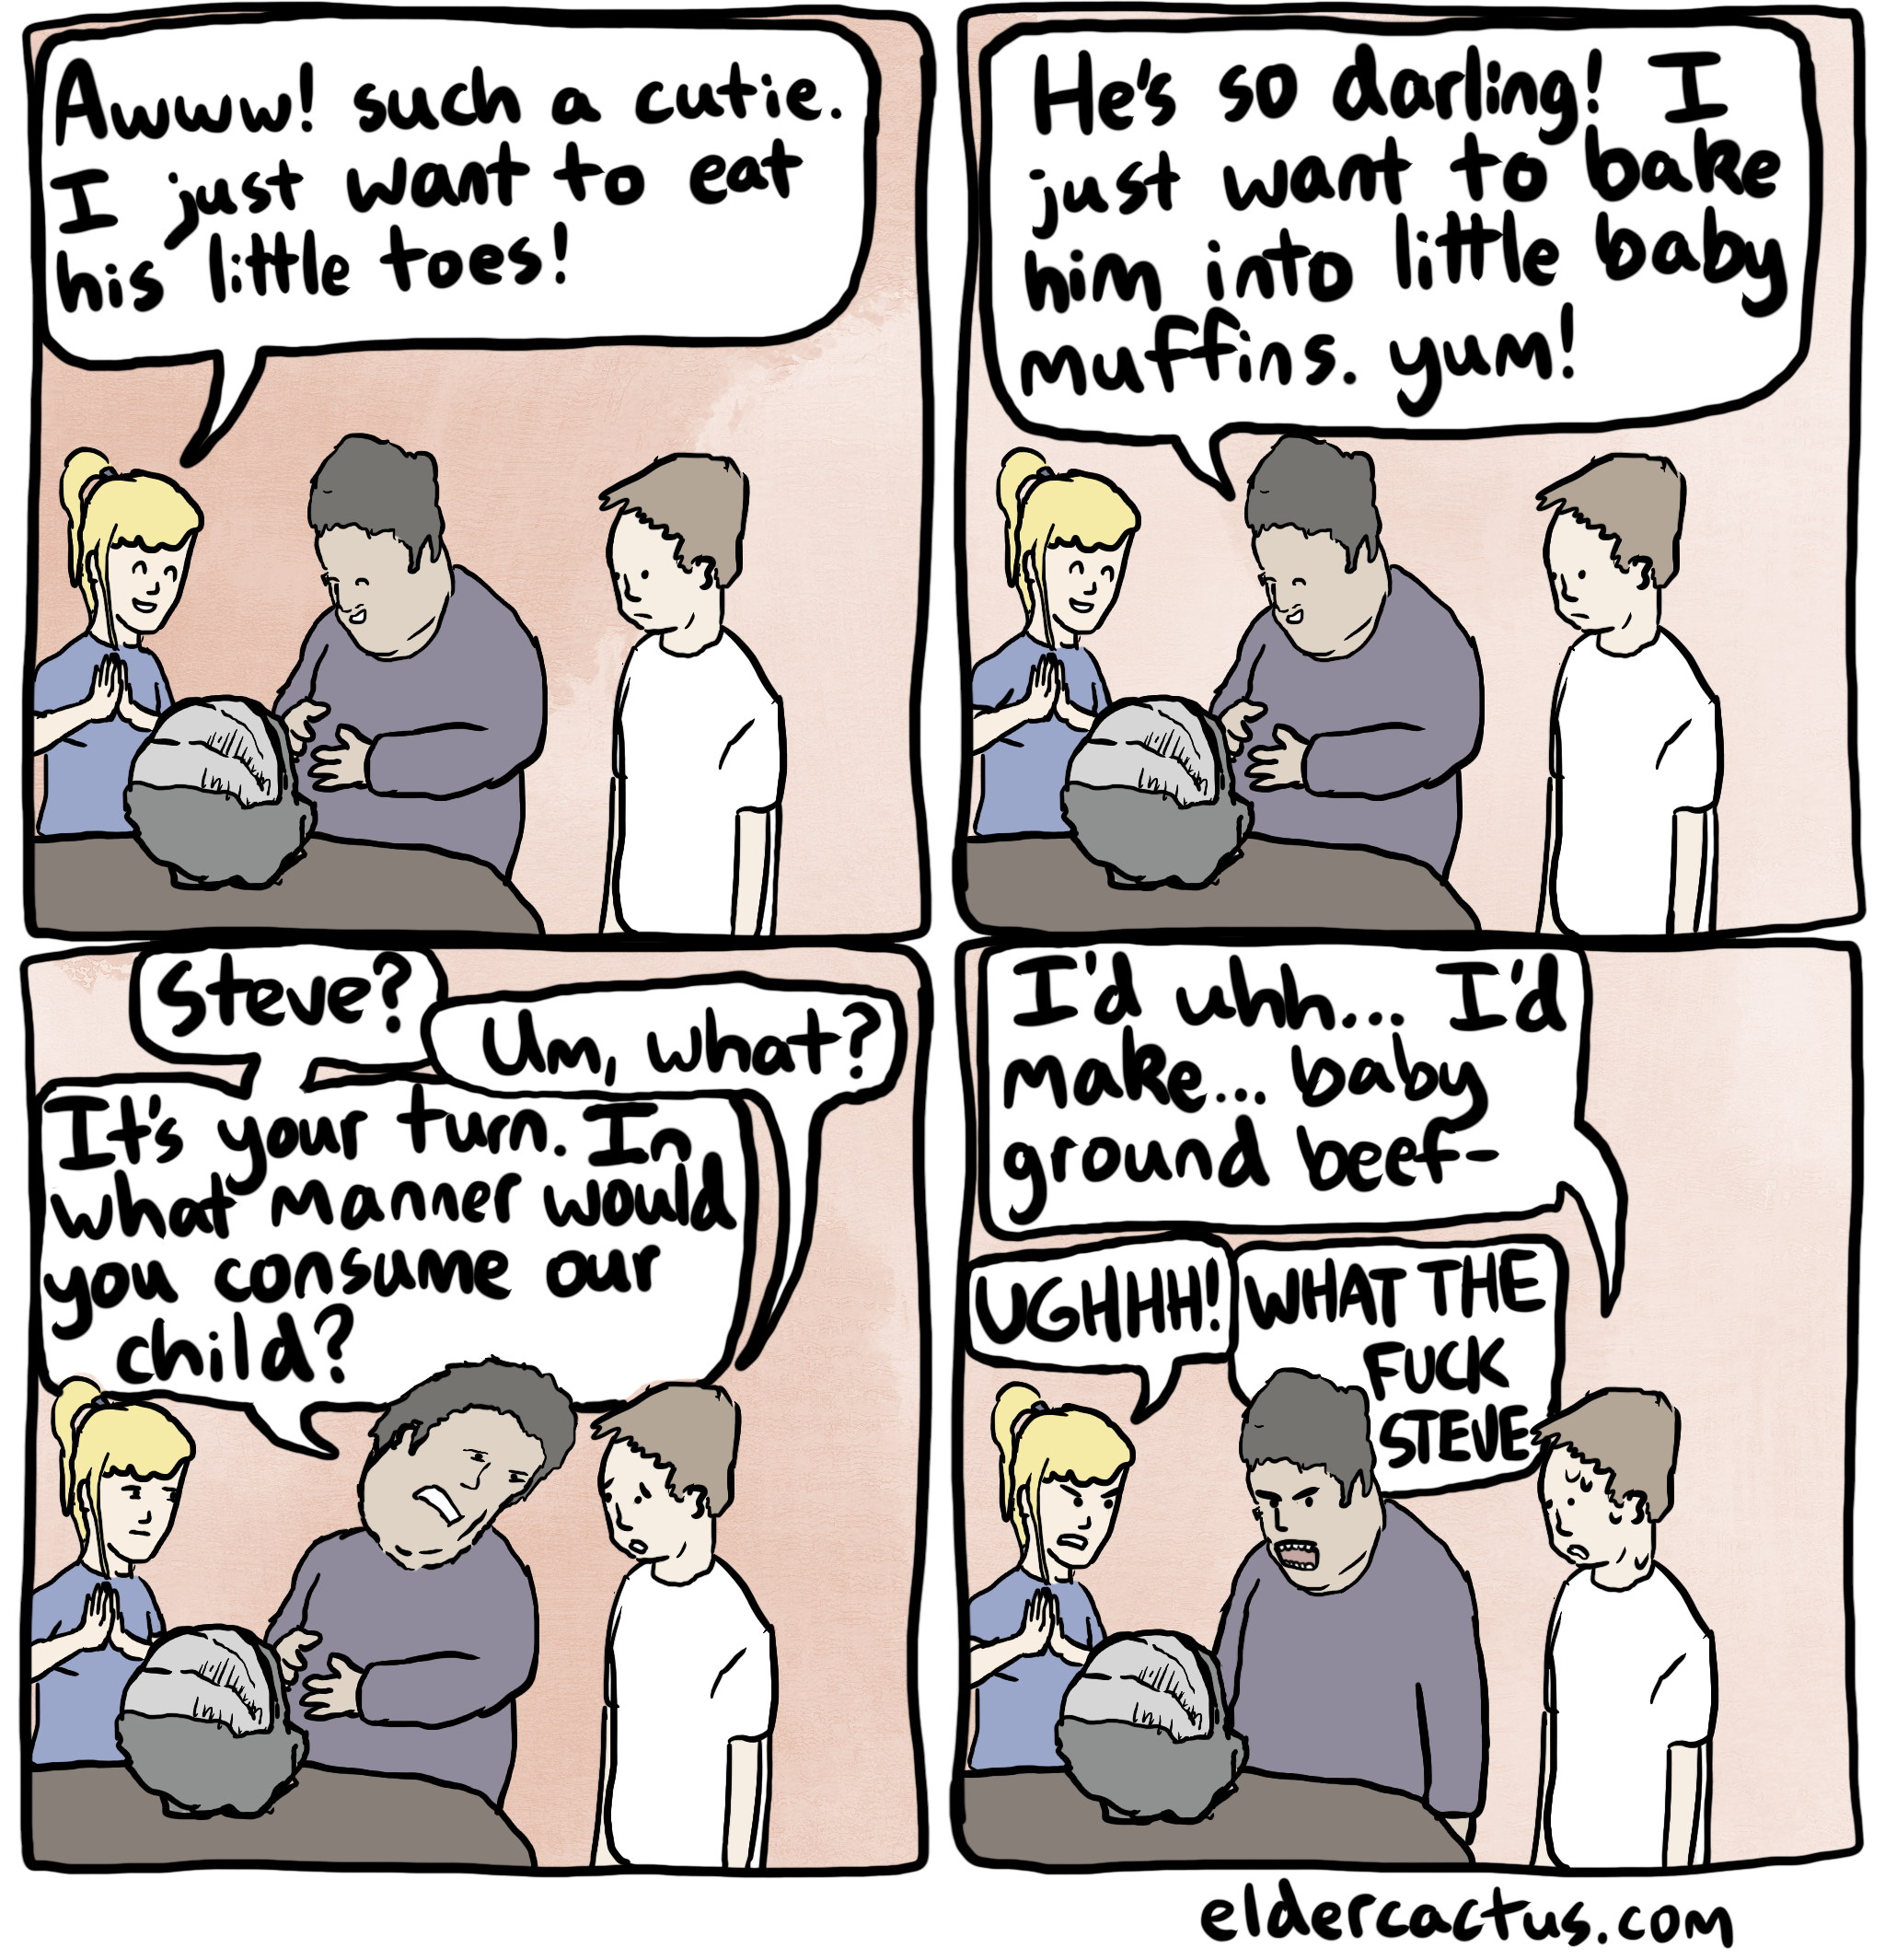 Awww! such a cutie.
I just want to eat
his little toes!
He's so darling! I
just want to bake
him into little baby
muffins. yum!
Steve?
Um, what?
It's your turn. In
what manner would
you consume our
child?
I'd uhh... I'd
make... baby
ground beef-
UGHHH!
WHAT THE
FUCK
STEVE
eldercactus.com